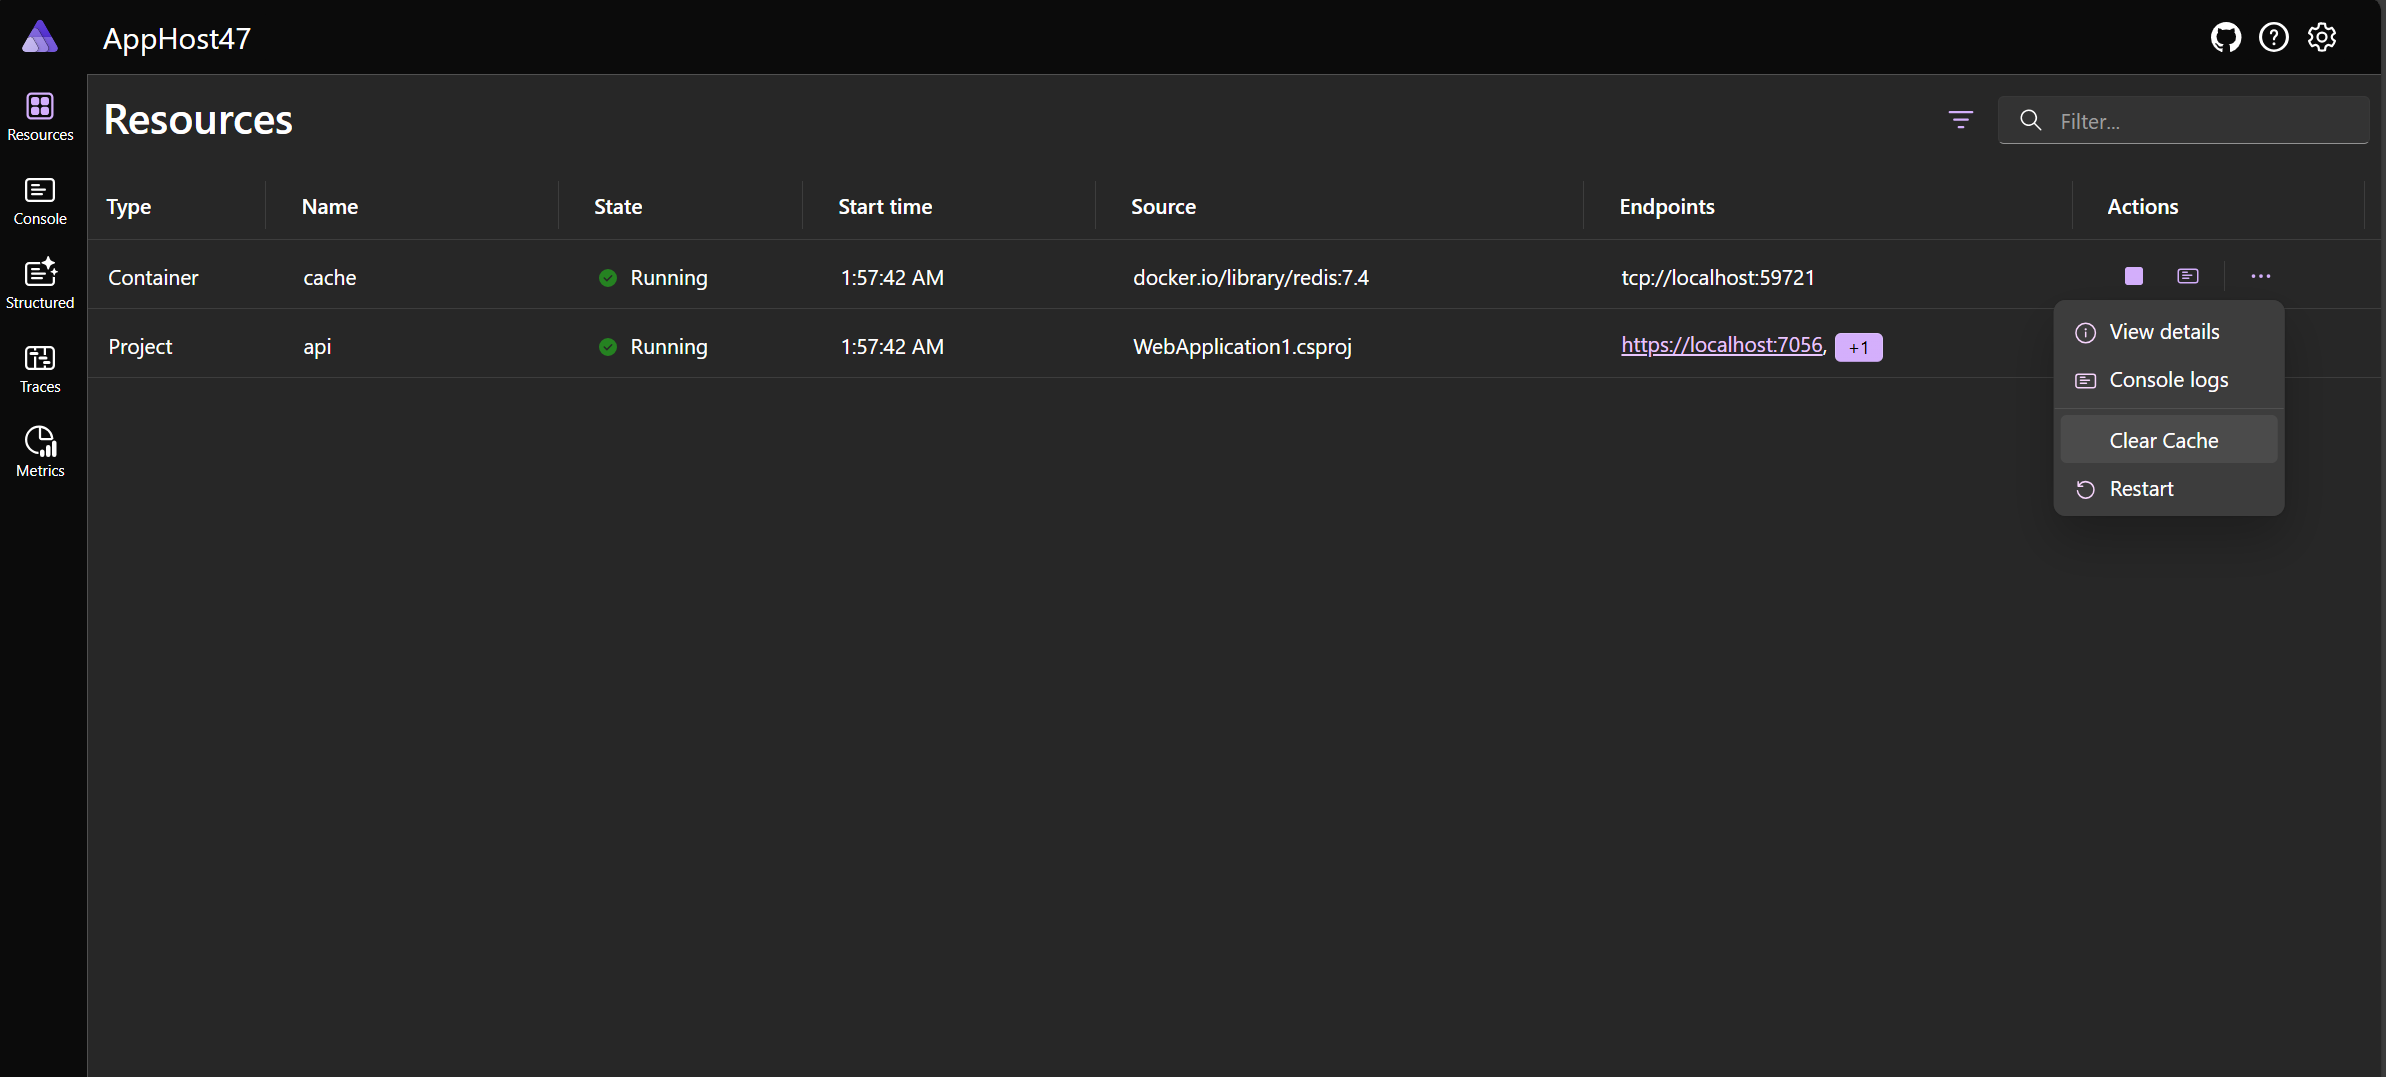 AppHost47
Resources
Console
Structured
Traces
Metrics
Resources
Filter...
Type Name State Start time Source Endpoints Actions
Container cache Running 1:57:42 AM docker.io/library/redis:7.4 tcp://localhost:59721
Project api Running 1:57:42 AM WebApplication1.csproj https://localhost:7056, +1
View details
Console logs
Clear Cache
Restart